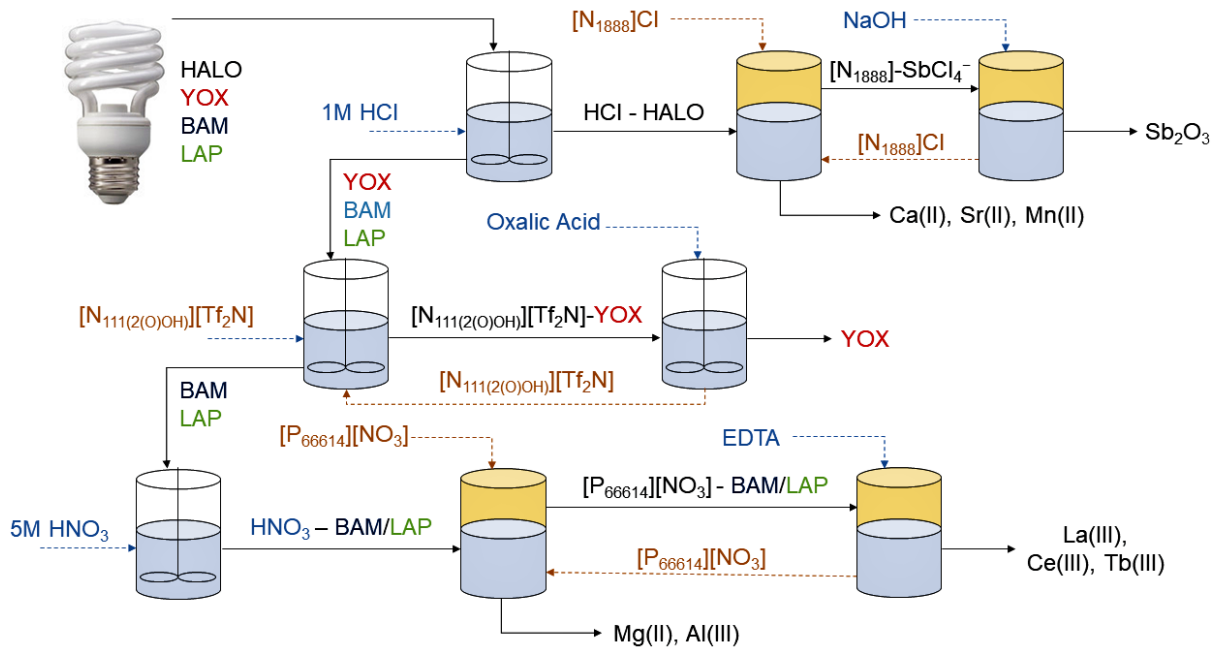 HALO
YOX
BAM
LAP
1M HCl
HCl - HALO
[N₁₈₈₈]Cl
[N₁₈₈₈]-SbCl₄⁻
NaOH
[N₁₈₈₈]Cl
Sb₂O₃
Ca(II), Sr(II), Mn(II)
YOX
BAM
LAP
Oxalic Acid
[N₁₁₁₍₂₍O₎OH₎][Tf₂N]
[N₁₁₁₍₂₍O₎OH₎][Tf₂N]-YOX
[N₁₁₁₍₂₍O₎OH₎][Tf₂N]
YOX
BAM
LAP
[P₆₆₆₁₄][NO₃]
EDTA
5M HNO₃
HNO₃ – BAM/LAP
[P₆₆₆₁₄][NO₃] - BAM/LAP
[P₆₆₆₁₄][NO₃]
La(III),
Ce(III), Tb(III)
Mg(II), Al(III)